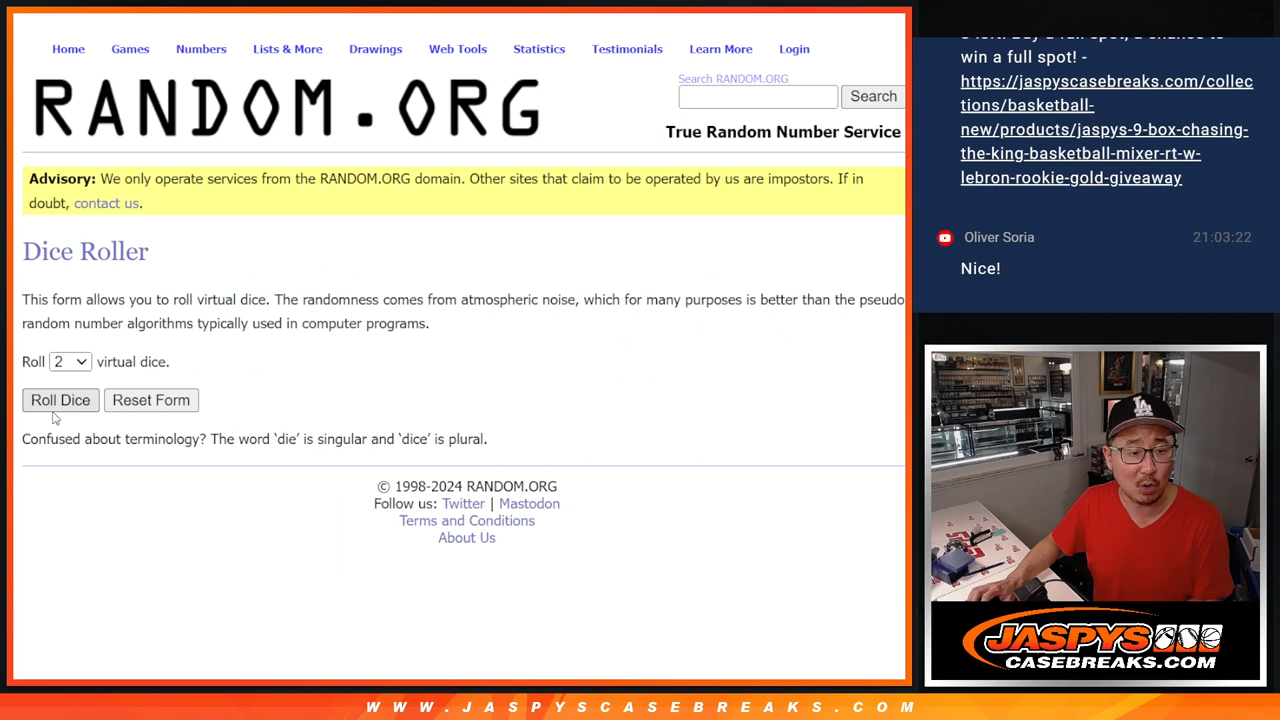 Home Games Numbers Lists & More Drawings Web Tools Statistics Testimonials Learn More Login
RANDOM.ORG
Search RANDOM.ORG
Search
True Random Number Service
Advisory: We only operate services from the RANDOM.ORG domain. Other sites that claim to be operated by us are impostors. If in
doubt, contact us.
Dice Roller
This form allows you to roll virtual dice. The randomness comes from atmospheric noise, which for many purposes is better than the pseudo
random number algorithms typically used in computer programs.
Roll 2 virtual dice.
Roll Dice Reset Form
Confused about terminology? The word ‘die’ is singular and ‘dice’ is plural.
© 1998-2024 RANDOM.ORG
Follow us: Twitter | Mastodon
Terms and Conditions
About Us
win a full spot! -
https://jaspyscasebreaks.com/collec
tions/basketball-
new/products/jaspys-9-box-chasing-
the-king-basketball-mixer-rt-w-
lebron-rookie-gold-giveaway
Oliver Soria 21:03:22
Nice!
LA
JASPYS
CASEBREAKS.COM
WWW.JASPYSCASEBREAKS.COM